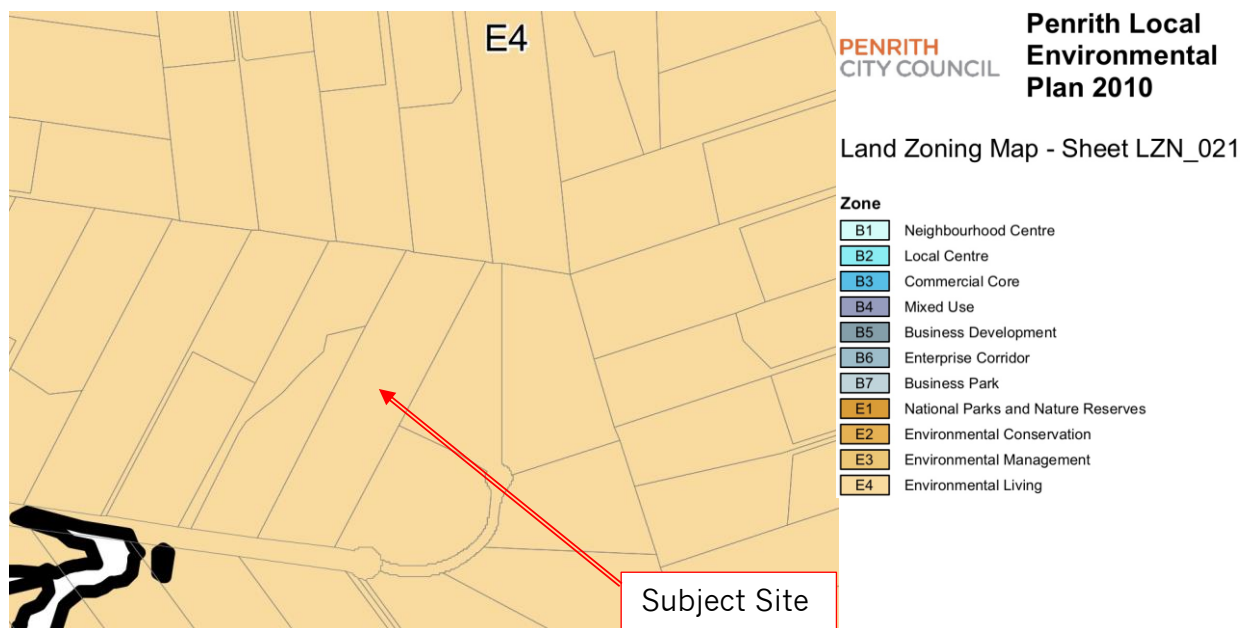 E4
Subject Site
PENRITH
CITY COUNCIL
Penrith Local
Environmental
Plan 2010
Land Zoning Map - Sheet LZN_021
Zone
B1 Neighbourhood Centre
B2 Local Centre
B3 Commercial Core
B4 Mixed Use
B5 Business Development
B6 Enterprise Corridor
B7 Business Park
E1 National Parks and Nature Reserves
E2 Environmental Conservation
E3 Environmental Management
E4 Environmental Living